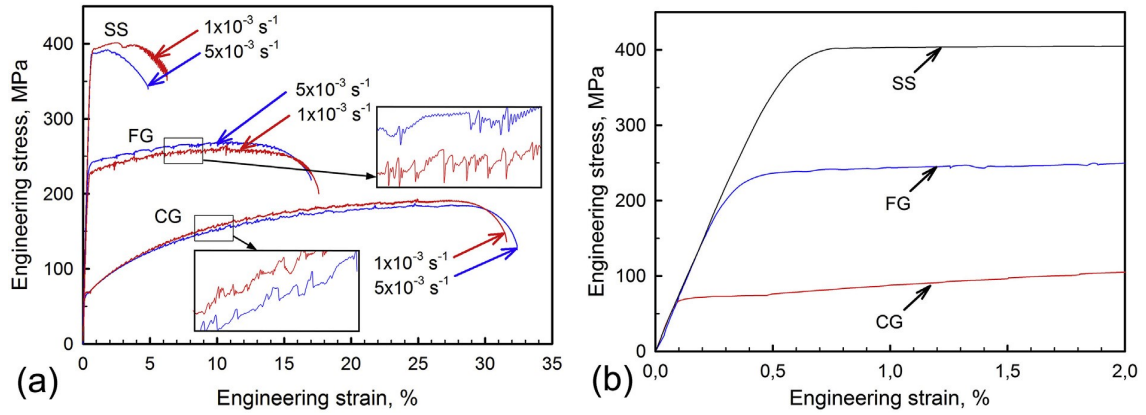 SS
1x10⁻³ s⁻¹
5x10⁻³ s⁻¹
FG
5x10⁻³ s⁻¹
1x10⁻³ s⁻¹
CG
1x10⁻³ s⁻¹
5x10⁻³ s⁻¹
Engineering stress, MPa
400
300
200
100
0
0 5 10 15 20 25 30 35
Engineering strain, %
(a)
SS
FG
CG
Engineering stress, MPa
400
300
200
100
0
0,0 0,5 1,0 1,5 2,0
Engineering strain, %
(b)